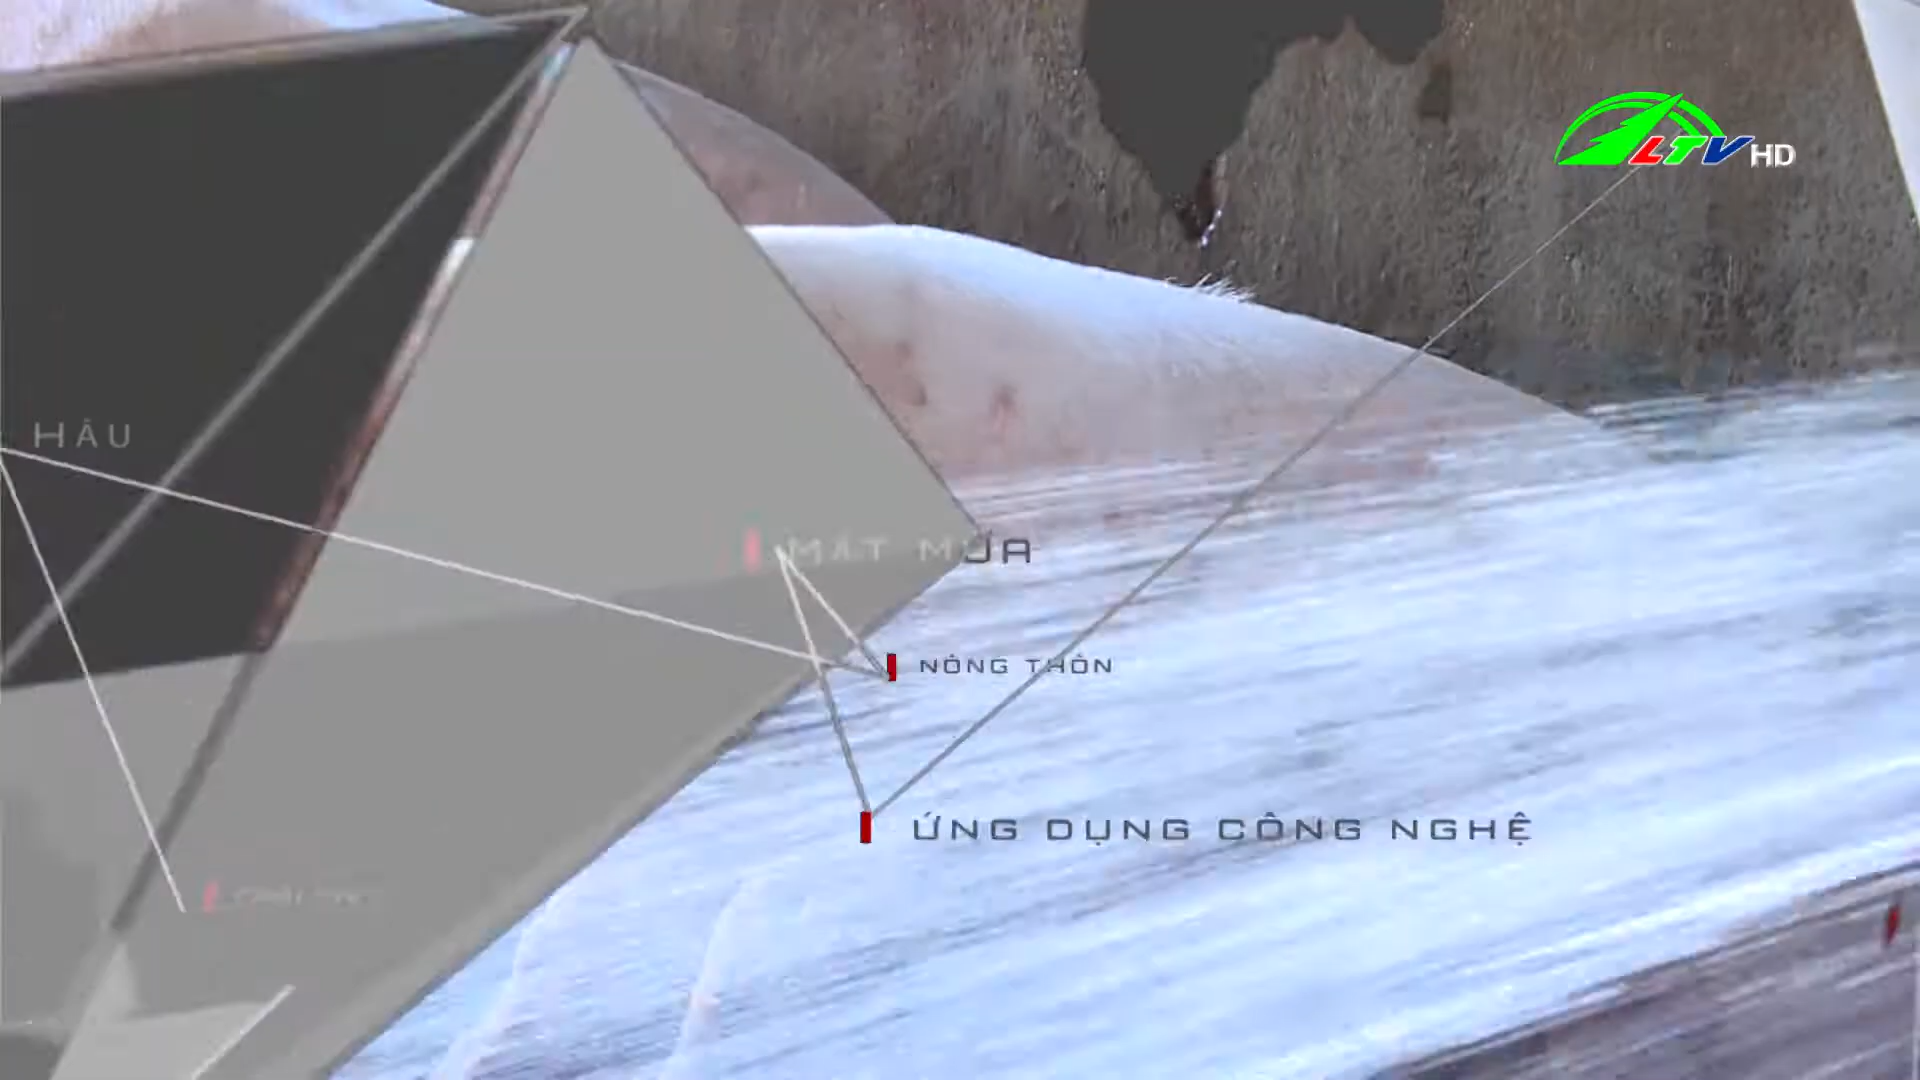 LTV HD
HẬU
MẤT MÙA
NÔNG THÔN
ỨNG DỤNG CÔNG NGHỆ